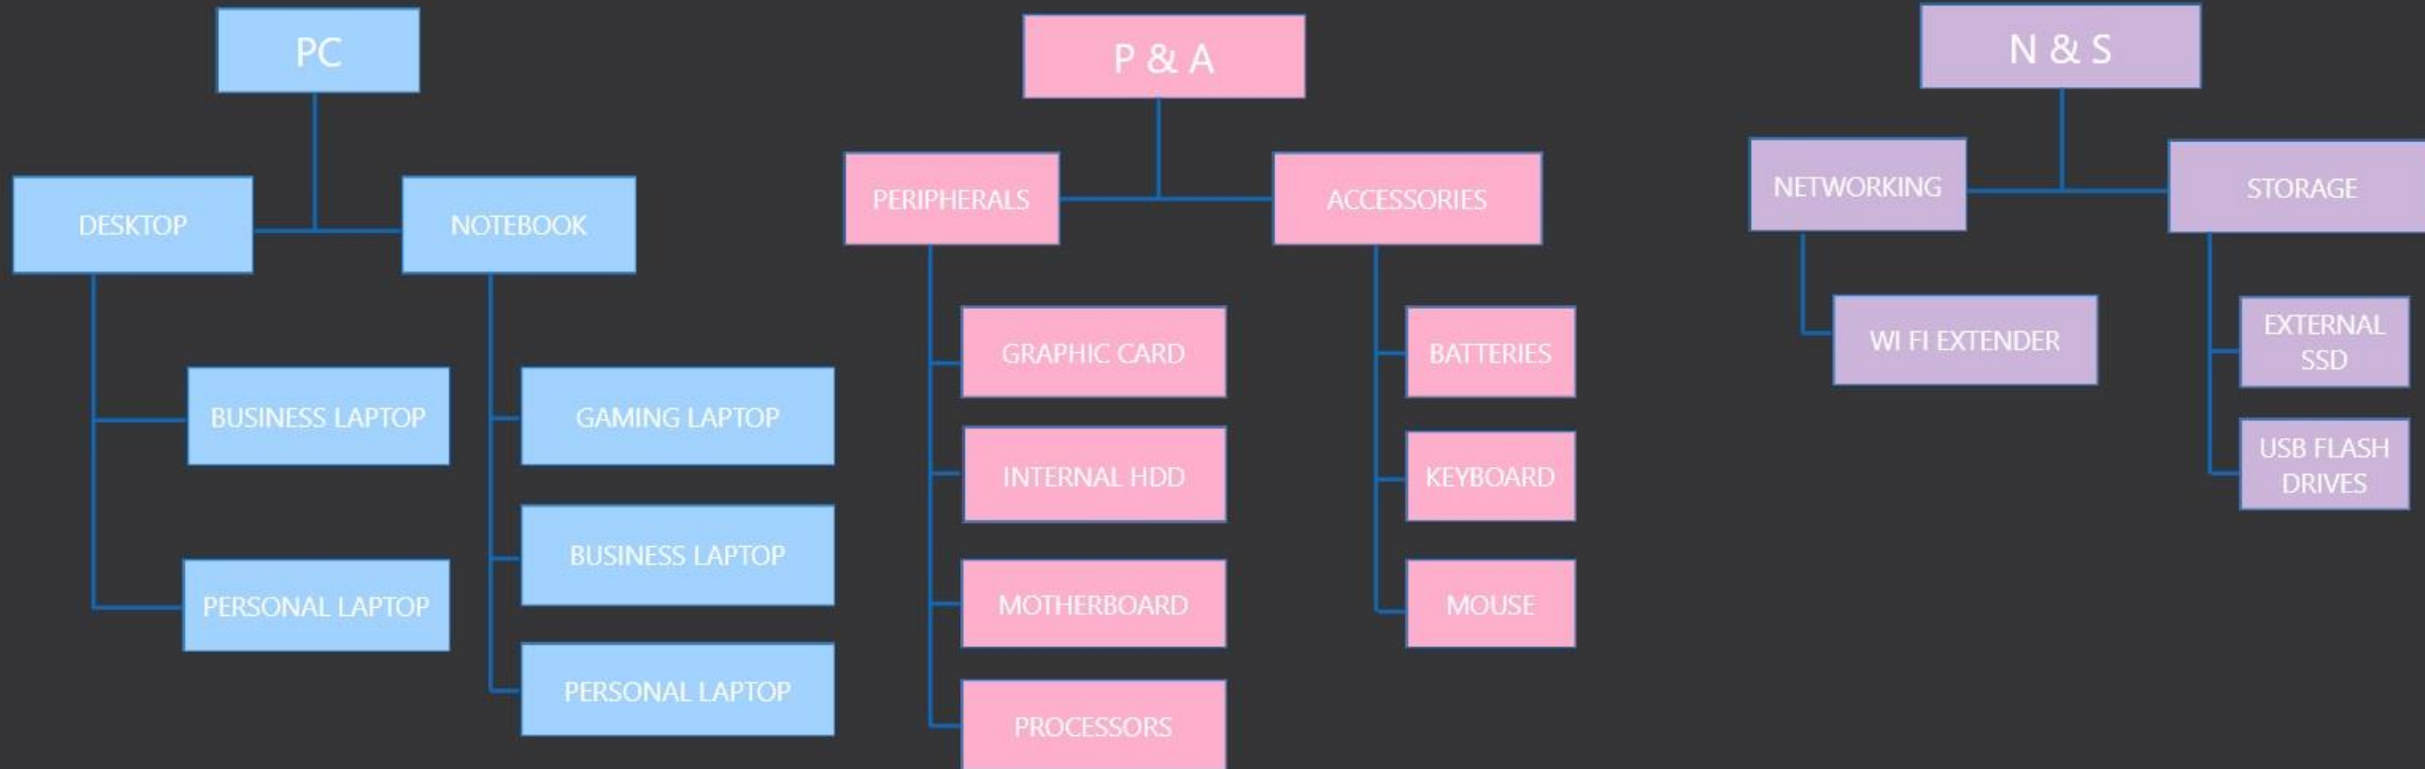 PC
DESKTOP
NOTEBOOK
BUSINESS LAPTOP
PERSONAL LAPTOP
GAMING LAPTOP
BUSINESS LAPTOP
PERSONAL LAPTOP
P & A
PERIPHERALS
ACCESSORIES
GRAPHIC CARD
INTERNAL HDD
MOTHERBOARD
PROCESSORS
BATTERIES
KEYBOARD
MOUSE
N & S
NETWORKING
STORAGE
WI FI EXTENDER
EXTERNAL
SSD
USB FLASH
DRIVES